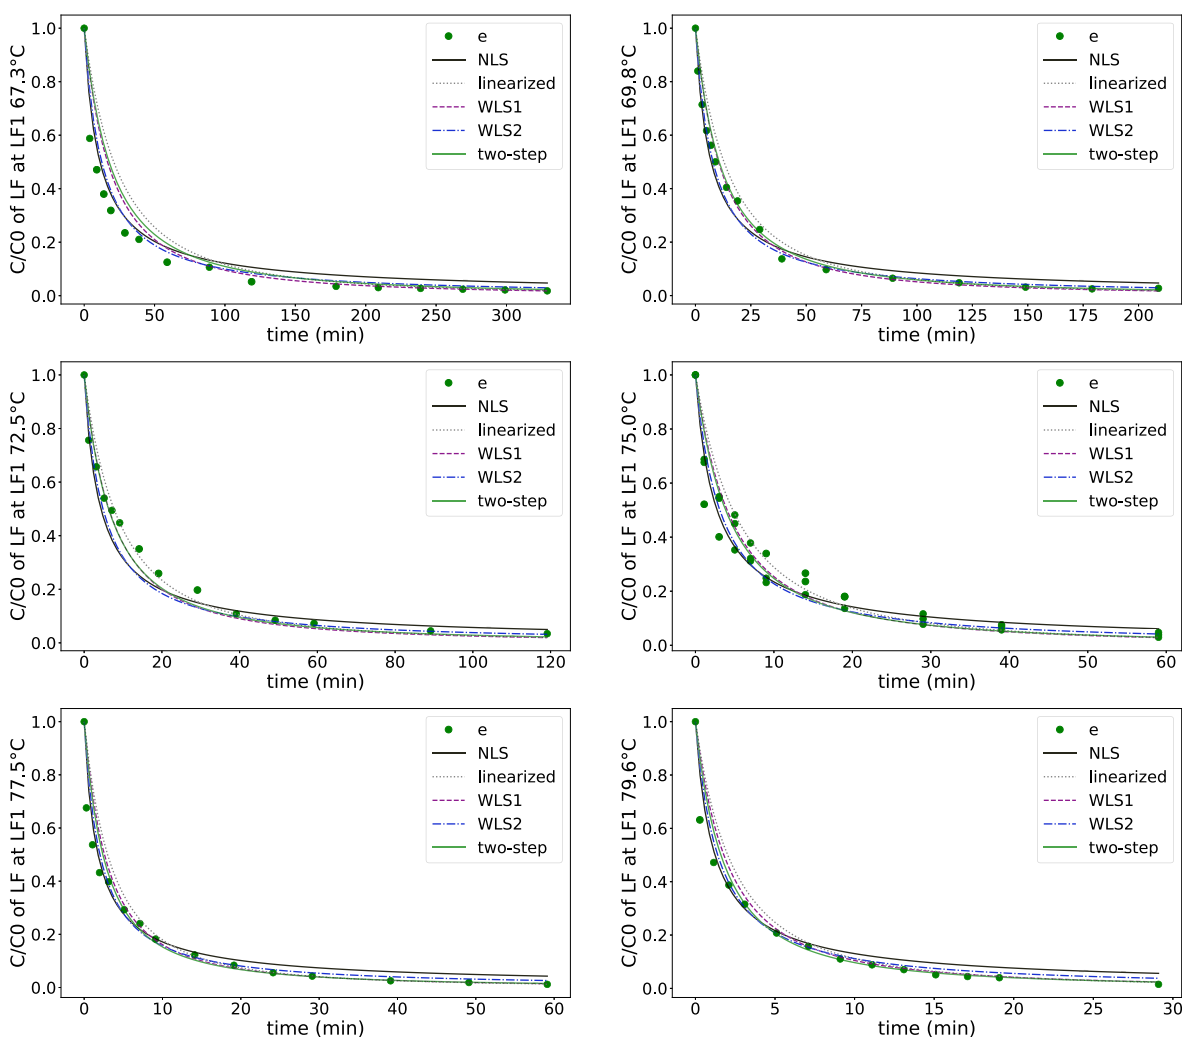 C/C0 of LF at LF1 67.3°C
1.0
0.8
0.6
0.4
0.2
0.0
0 50 100 150 200 250 300
time (min)
e
NLS
linearized
WLS1
WLS2
two-step
C/C0 of LF at LF1 69.8°C
1.0
0.8
0.6
0.4
0.2
0.0
0 25 50 75 100 125 150 175 200
time (min)
e
NLS
linearized
WLS1
WLS2
two-step
C/C0 of LF at LF1 72.5°C
1.0
0.8
0.6
0.4
0.2
0.0
0 20 40 60 80 100 120
time (min)
e
NLS
linearized
WLS1
WLS2
two-step
C/C0 of LF at LF1 75.0°C
1.0
0.8
0.6
0.4
0.2
0.0
0 10 20 30 40 50 60
time (min)
e
NLS
linearized
WLS1
WLS2
two-step
C/C0 of LF at LF1 77.5°C
1.0
0.8
0.6
0.4
0.2
0.0
0 10 20 30 40 50 60
time (min)
e
NLS
linearized
WLS1
WLS2
two-step
C/C0 of LF at LF1 79.6°C
1.0
0.8
0.6
0.4
0.2
0.0
0 5 10 15 20 25 30
time (min)
e
NLS
linearized
WLS1
WLS2
two-step